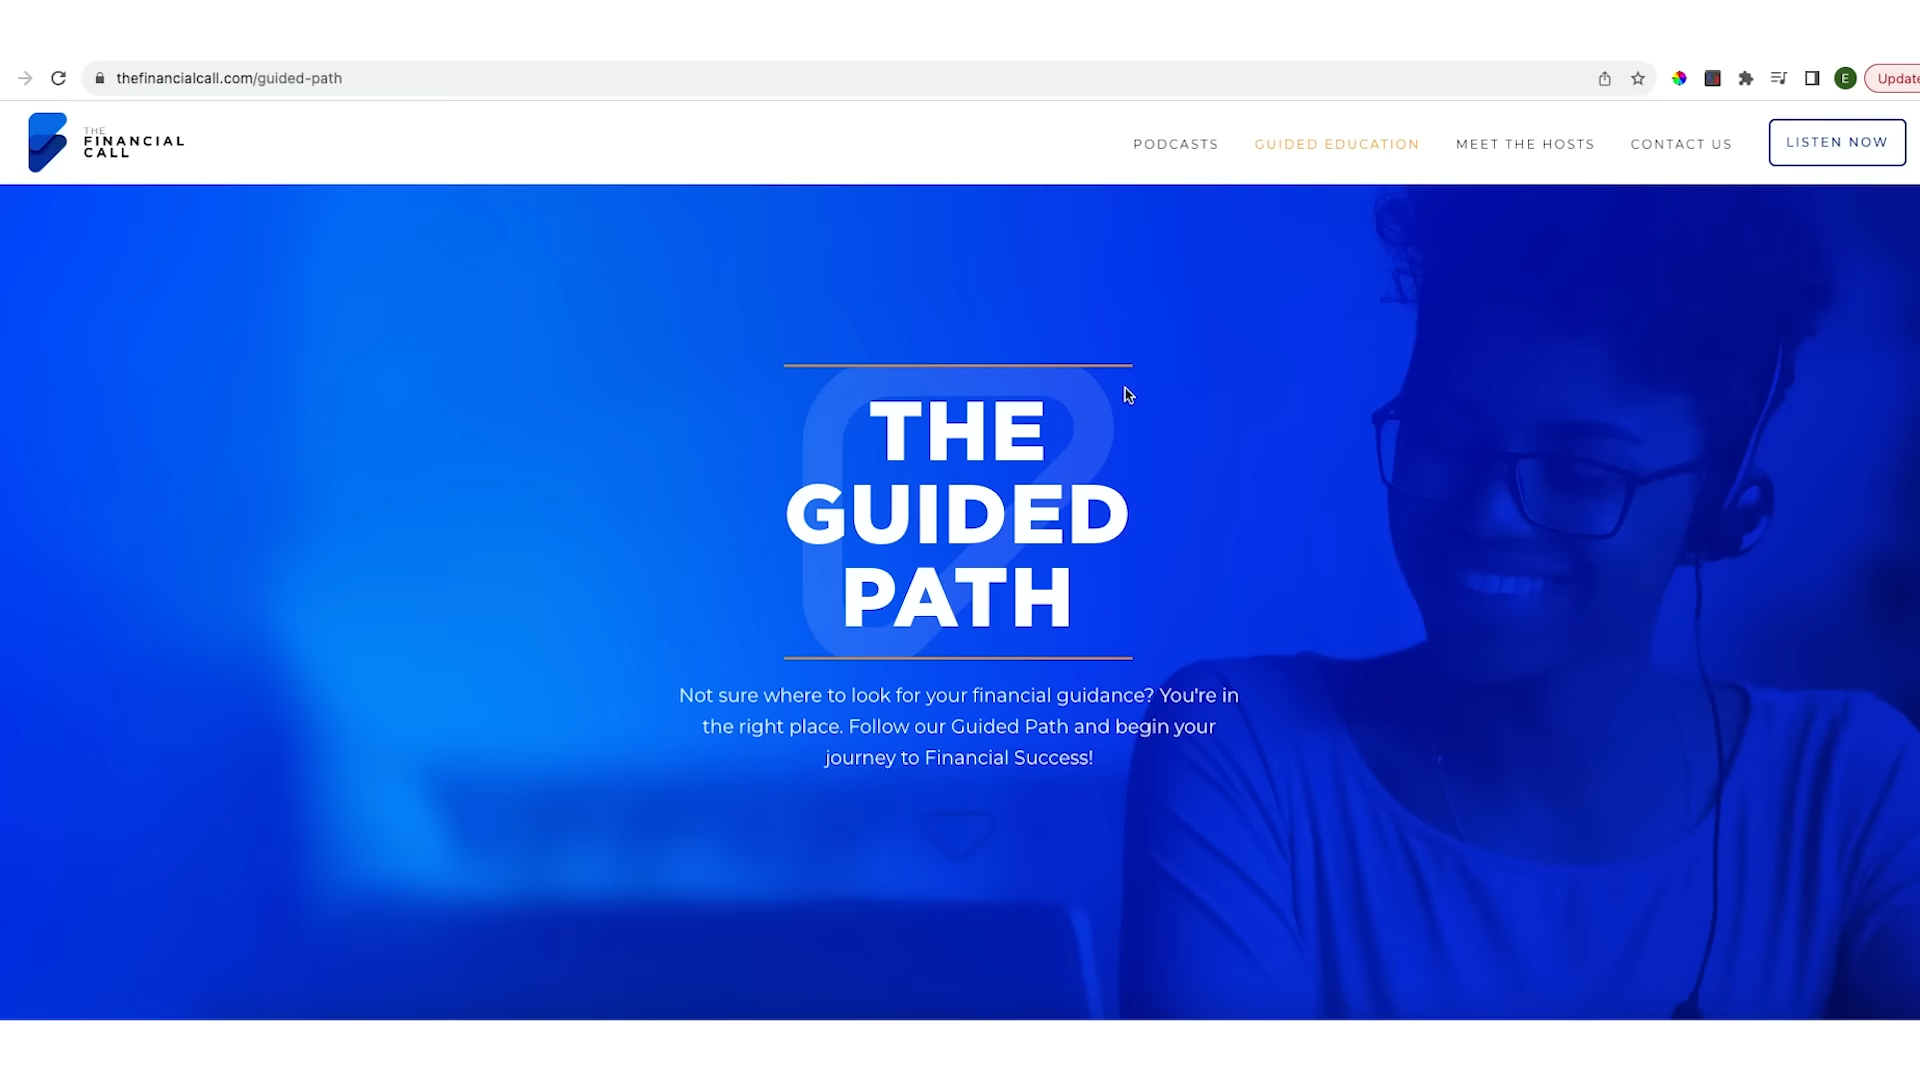 thefinancialcall.com/guided-path
E
Update
THE
FINANCIAL
CALL
PODCASTS
GUIDED EDUCATION
MEET THE HOSTS
CONTACT US
LISTEN NOW
THE
GUIDED
PATH
Not sure where to look for your financial guidance? You're in
the right place. Follow our Guided Path and begin your
journey to Financial Success!